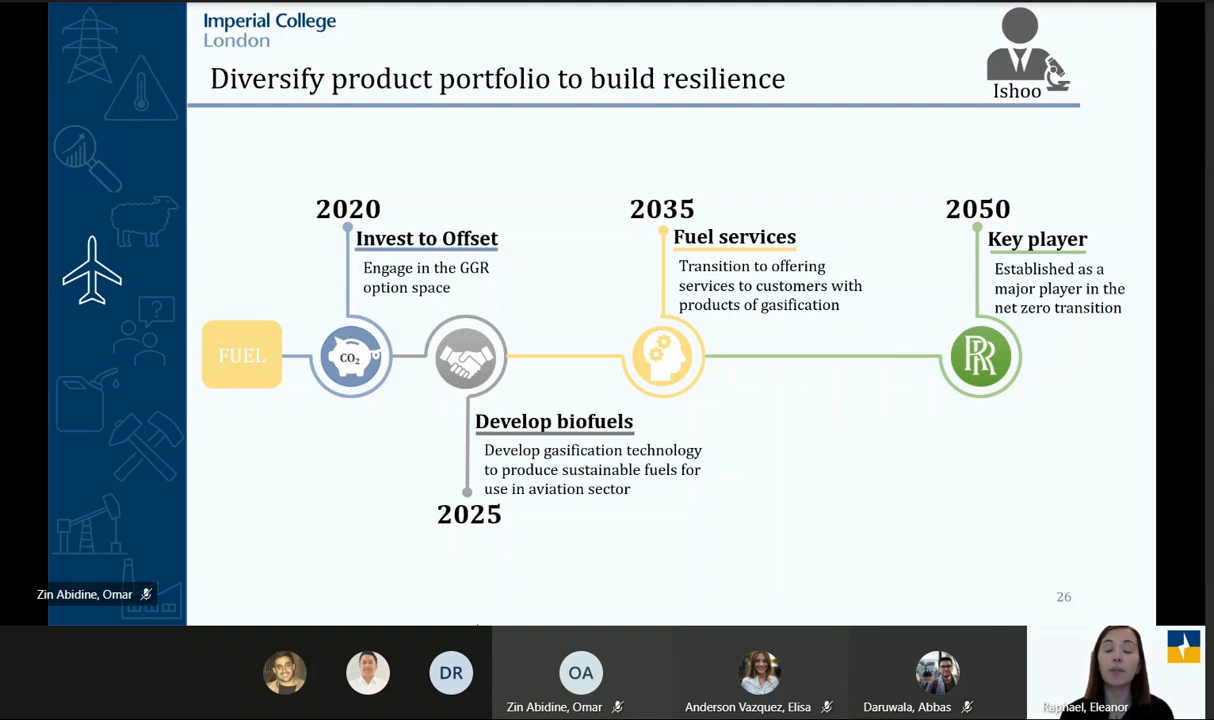 Imperial College
London
Diversify product portfolio to build resilience
Ishoo
2020
Invest to Offset
Engage in the GGR
option space
2035
Fuel services
Transition to offering
services to customers with
products of gasification
2050
Key player
Established as a
major player in the
net zero transition
FUEL
CO₂
RR
Develop biofuels
Develop gasification technology
to produce sustainable fuels for
use in aviation sector
2025
26
Zin Abidine, Omar
DR
OA
Zin Abidine, Omar
Anderson Vazquez, Elisa
Daruwala, Abbas
Raphael, Eleanor